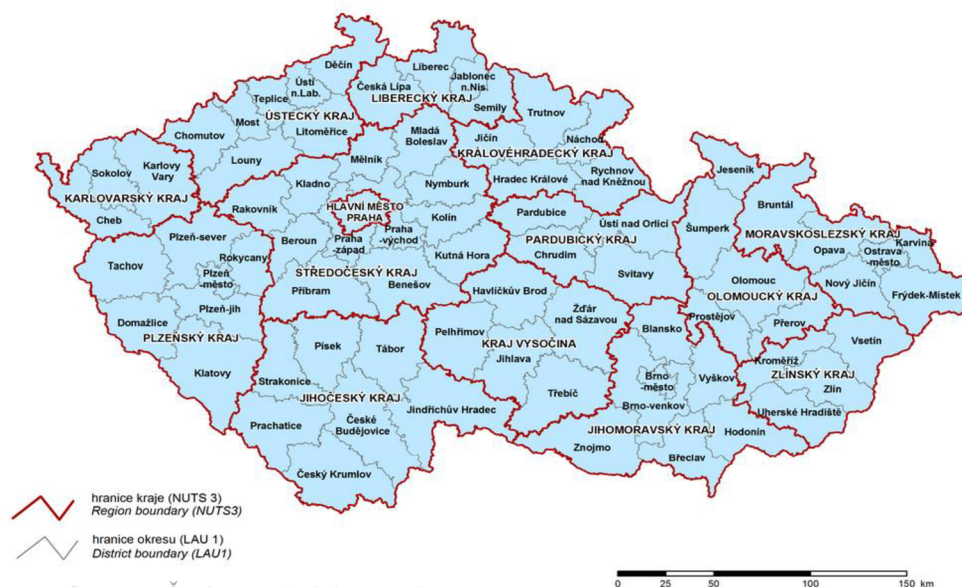 Děčín
Liberec
Ústí
n.Lab.
Česká Lípa
Jablonec
n.Nis.
LIBERECKÝ KRAJ
Teplice
Semily
Trutnov
Most
ÚSTECKÝ KRAJ
Chomutov
Litoměřice
Mladá
Boleslav
Jičín
Náchod
KRÁLOVÉHRADECKÝ KRAJ
Louny
Mělník
Jeseník
Karlovy
Vary
Sokolov
Kladno
Nymburk
Hradec Králové
Rychnov
nad Kněžnou
Bruntál
KARLOVARSKÝ KRAJ
Rakovník
HLAVNÍ MĚSTO
PRAHA
Cheb
Kolín
Pardubice
Ústí nad Orlicí
Šumperk
MORAVSKOSLEZSKÝ KRAJ
Plzeň-sever
Beroun
Praha
-západ
Praha
-východ
PARDUBICKÝ KRAJ
Karviná
Opava
Ostrava
-město
Rokycany
Kutná Hora
Chrudim
Tachov
Plzeň
-město
STŘEDOČESKÝ KRAJ
Svitavy
Olomouc
Nový Jičín
Benešov
Příbram
Havlíčkův Brod
OLOMOUCKÝ KRAJ
Frýdek-Místek
Plzeň-jih
Žďár
nad Sázavou
Prostějov
Přerov
Domažlice
Pelhřimov
Blansko
PLZEŇSKÝ KRAJ
Písek
Tábor
KRAJ VYSOČINA
Vsetín
Jihlava
Kroměříž
Klatovy
ZLÍNSKÝ KRAJ
Strakonice
Brno
-město
Vyškov
Zlín
JIHOČESKÝ KRAJ
Třebíč
Jindřichův Hradec
Brno-venkov
Uherské Hradiště
Prachatice
České
Budějovice
JIHOMORAVSKÝ KRAJ
Hodonín
Znojmo
Břeclav
Český Krumlov
hranice kraje (NUTS 3)
Region boundary (NUTS3)
hranice okresu (LAU 1)
District boundary (LAU1)
0 25 50 100 150 km